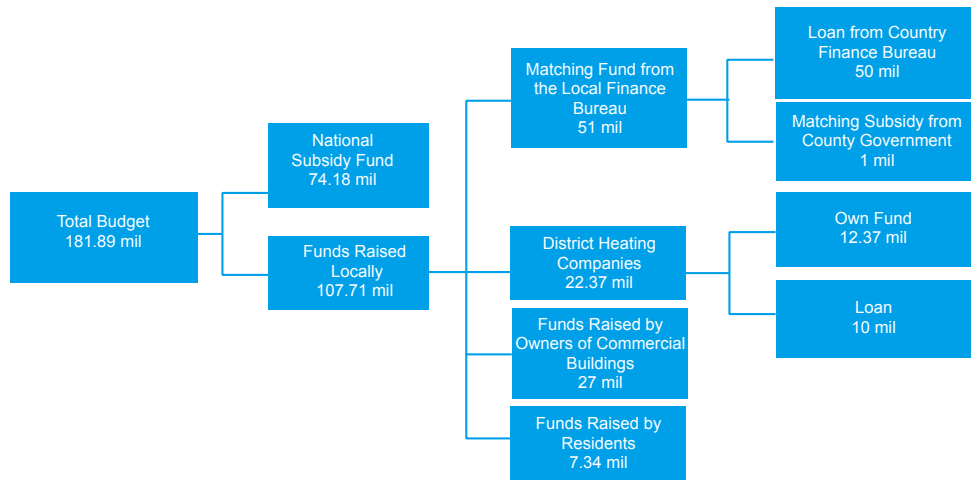 Total Budget
181.89 mil
National
Subsidy Fund
74.18 mil
Funds Raised
Locally
107.71 mil
Matching Fund from
the Local Finance
Bureau
51 mil
District Heating
Companies
22.37 mil
Funds Raised by
Owners of Commercial
Buildings
27 mil
Funds Raised by
Residents
7.34 mil
Loan from Country
Finance Bureau
50 mil
Matching Subsidy from
County Government
1 mil
Own Fund
12.37 mil
Loan
10 mil